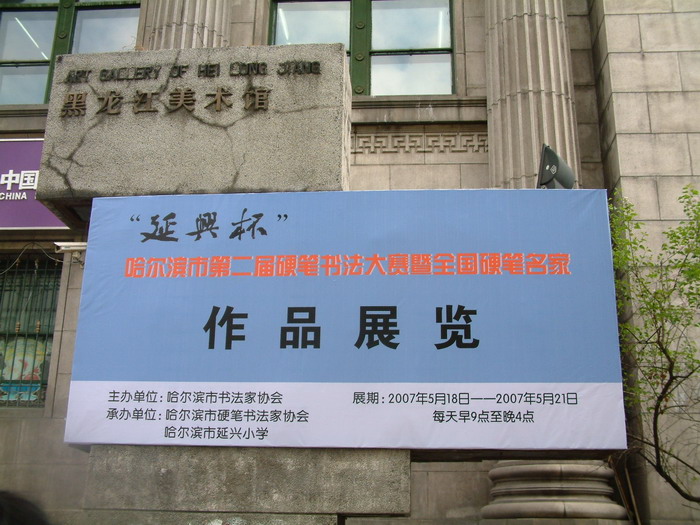 ART GALLERY OF HEI LONG JIANG
黑龙江美术馆
中国
CHINA
“延興杯”
哈尔滨市第二届硬笔书法大赛暨全国硬笔名家
作品展览
主办单位：哈尔滨市书法家协会
承办单位：哈尔滨市硬笔书法家协会
哈尔滨市延兴小学
展期：2007年5月18日——2007年5月21日
每天早9点至晚4点